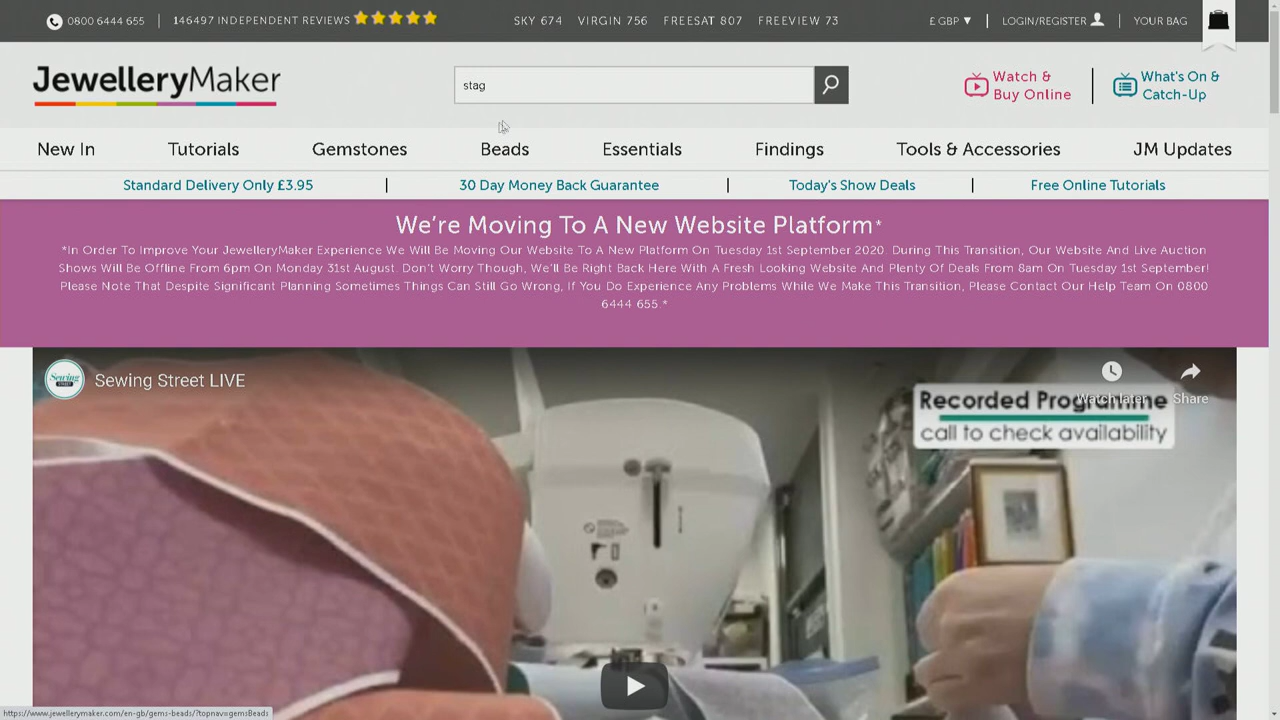 0800 6444 655 | 146497 INDEPENDENT REVIEWS SKY 674 VIRGIN 756 FREESAT 807 FREEVIEW 73 £ GBP ▼ | LOGIN/REGISTER | YOUR BAG
JewelleryMaker
stag
Watch & Buy Online
What's On & Catch-Up
New In Tutorials Gemstones Beads Essentials Findings Tools & Accessories JM Updates
Standard Delivery Only £3.95 | 30 Day Money Back Guarantee | Today's Show Deals | Free Online Tutorials
We're Moving To A New Website Platform*
*In Order To Improve Your JewelleryMaker Experience We Will Be Moving Our Website To A New Platform On Tuesday 1st September 2020. During This Transition, Our Website And Live Auction
Shows Will Be Offline From 6pm On Monday 31st August. Don't Worry Though, We'll Be Right Back Here With A Fresh Looking Website And Plenty Of Deals From 8am On Tuesday 1st September!
Please Note That Despite Significant Planning Sometimes Things Can Still Go Wrong, If You Do Experience Any Problems While We Make This Transition, Please Contact Our Help Team On 0800
6444 655.*
Sewing Street
Sewing Street LIVE
Watch later Share
Recorded Programme
call to check availability
https://www.jewellerymaker.com/en-gb/gems-beads/?topnav=gemsBeads